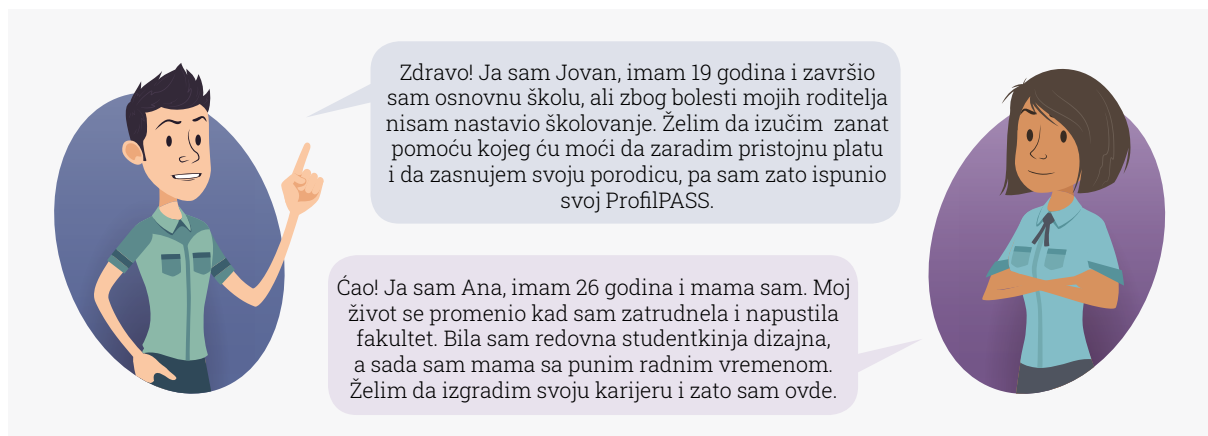 Zdravo! Ja sam Jovan, imam 19 godina i završio
sam osnovnu školu, ali zbog bolesti mojih roditelja
nisam nastavio školovanje. Želim da izučim zanat
pomoću kojeg ću moći da zaradim pristojnu platu
i da zasnujem svoju porodicu, pa sam zato ispunio
svoj ProfilPASS.
Ćao! Ja sam Ana, imam 26 godina i mama sam. Moj
život se promenio kad sam zatrudnela i napustila
fakultet. Bila sam redovna studentkinja dizajna,
a sada sam mama sa punim radnim vremenom.
Želim da izgradim svoju karijeru i zato sam ovde.